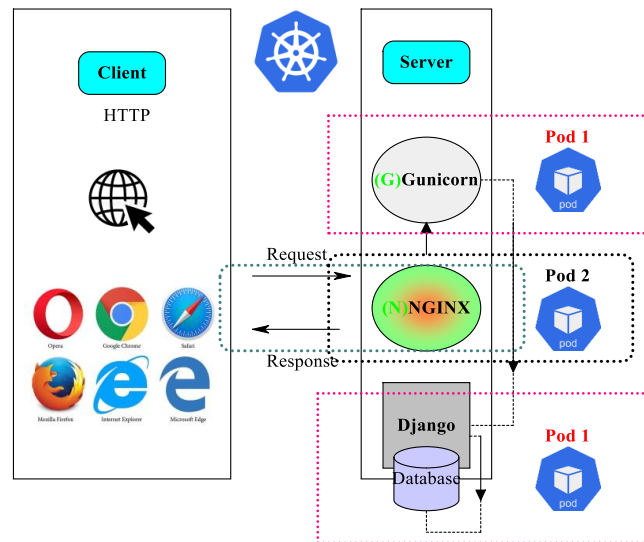 Client
HTTP
Opera
Google Chrome
Safari
Mozilla Firefox
Internet Explorer
Microsoft Edge
Request
Response
Server
(G)Gunicorn
Pod 1
pod
(N)NGINX
Pod 2
pod
Django
Database
Pod 1
pod